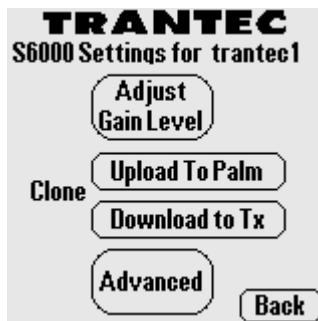 TRANTEC
S6000 Settings for trantec1
Adjust
Gain Level
Clone
Upload To Palm
Download to Tx
Advanced
Back